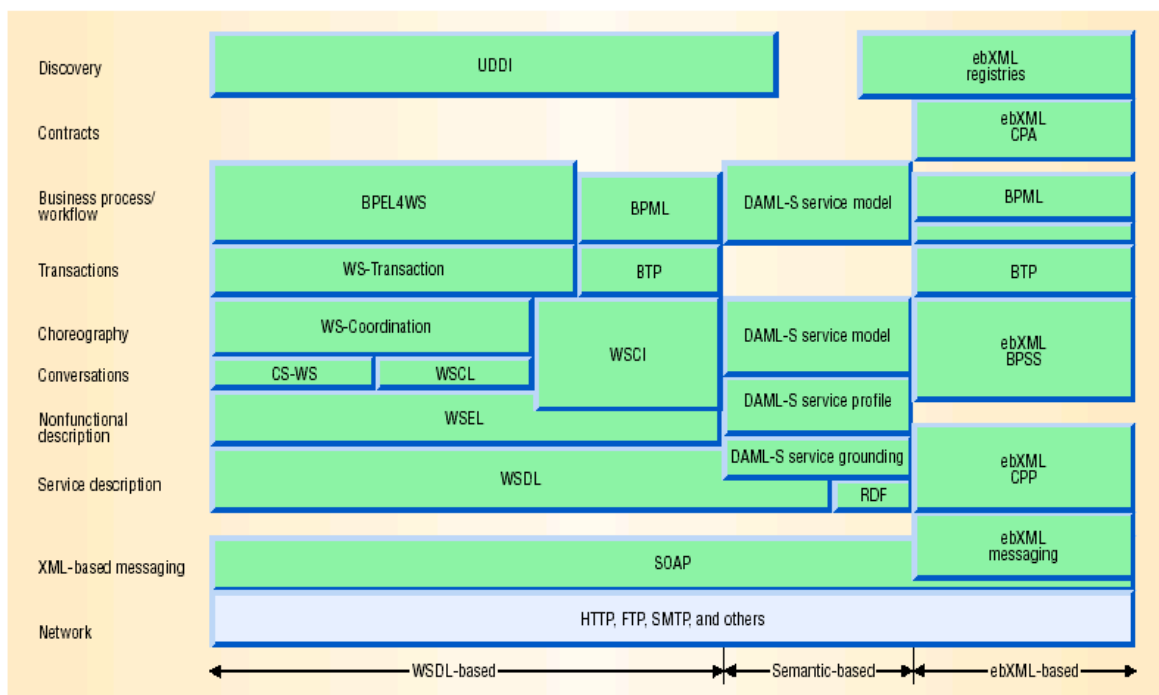 Discovery
UDDI
ebXML
registries
Contracts
ebXML
CPA
Business process/
workflow
BPEL4WS
BPML
DAML-S service model
BPML
Transactions
WS-Transaction
BTP
BTP
Choreography
WS-Coordination
WSCI
DAML-S service model
ebXML
BPSS
Conversations
CS-WS
WSCL
Nonfunctional
description
WSEL
DAML-S service profile
Service description
WSDL
DAML-S service grounding
RDF
ebXML
CPP
XML-based messaging
SOAP
ebXML
messaging
Network
HTTP, FTP, SMTP, and others
WSDL-based
Semantic-based
ebXML-based